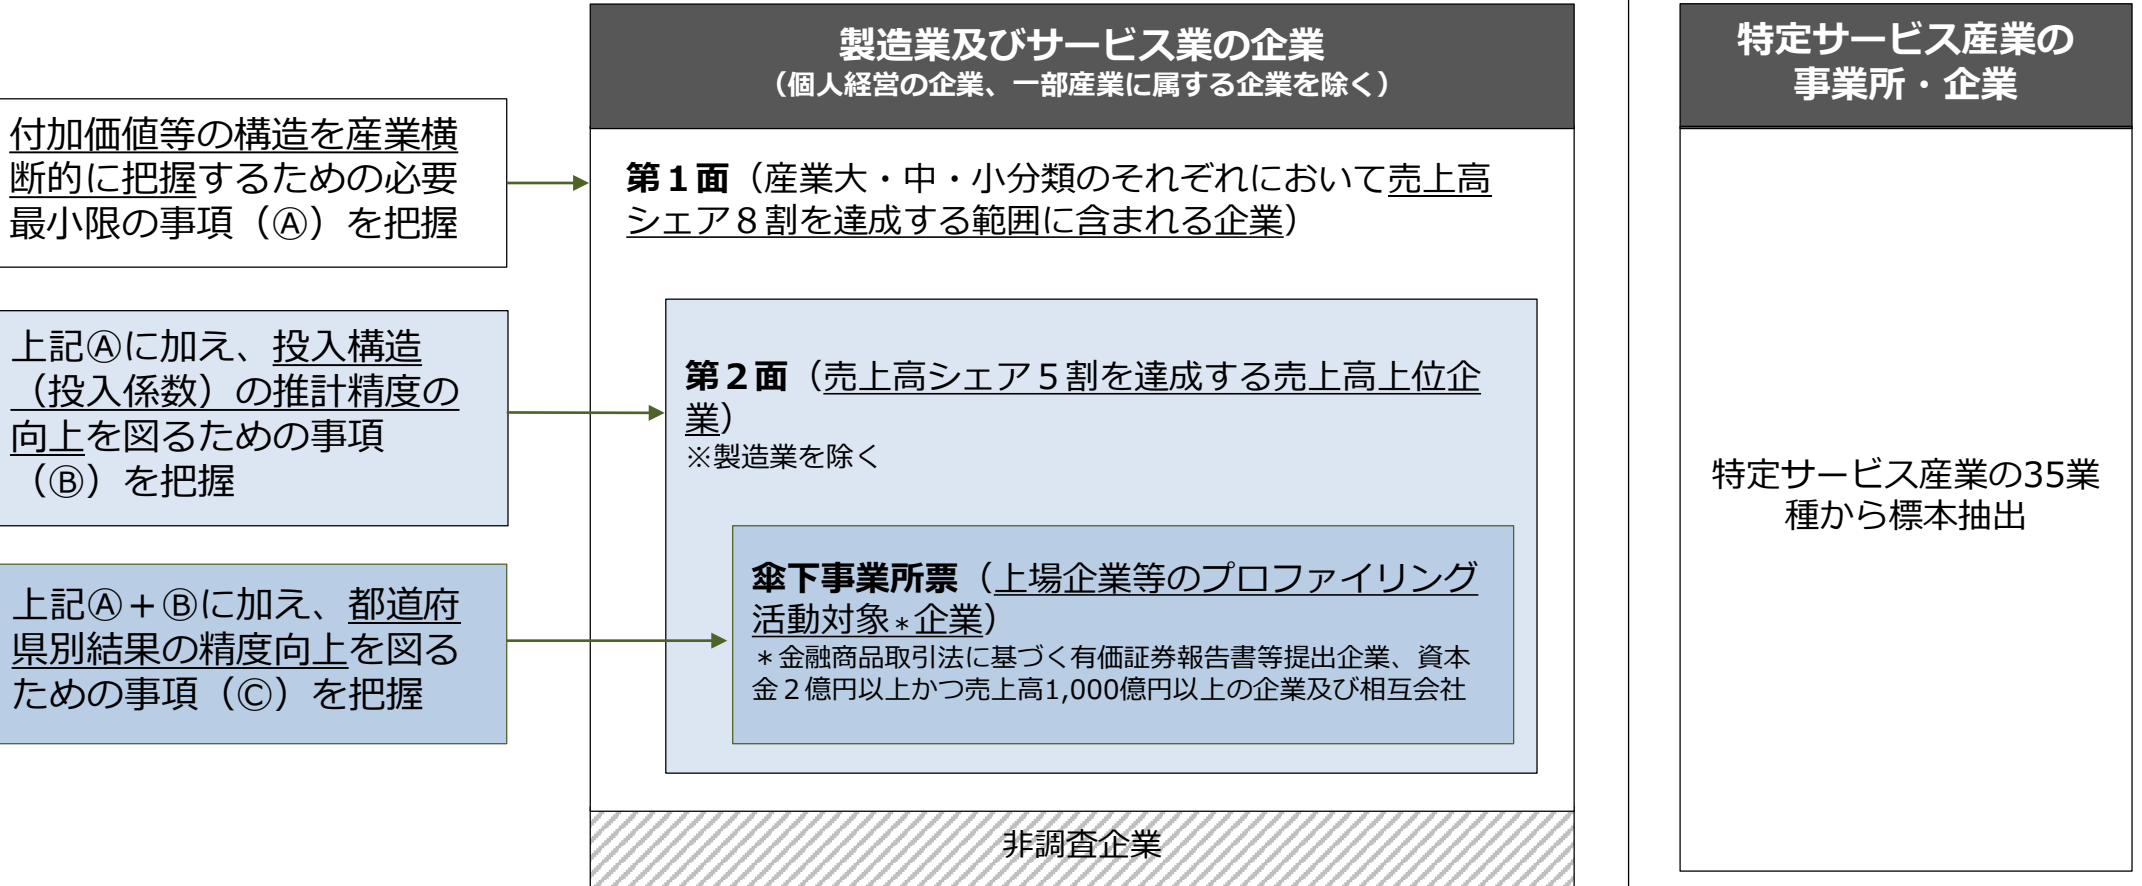 付加価値等の構造を産業横
断的に把握するための必要
最小限の事項（Ⓐ）を把握
上記Ⓐに加え、投入構造
（投入係数）の推計精度の
向上を図るための事項
（Ⓑ）を把握
上記Ⓐ＋Ⓑに加え、都道府
県別結果の精度向上を図る
ための事項（Ⓒ）を把握
製造業及びサービス業の企業
（個人経営の企業、一部産業に属する企業を除く）
第１面（産業大・中・小分類のそれぞれにおいて売上高
シェア８割を達成する範囲に含まれる企業）
第２面（売上高シェア５割を達成する売上高上位企
業）
※製造業を除く
傘下事業所票（上場企業等のプロファイリング
活動対象＊企業）
＊金融商品取引法に基づく有価証券報告書等提出企業、資本
金２億円以上かつ売上高1,000億円以上の企業及び相互会社
非調査企業
特定サービス産業の
事業所・企業
特定サービス産業の35業
種から標本抽出